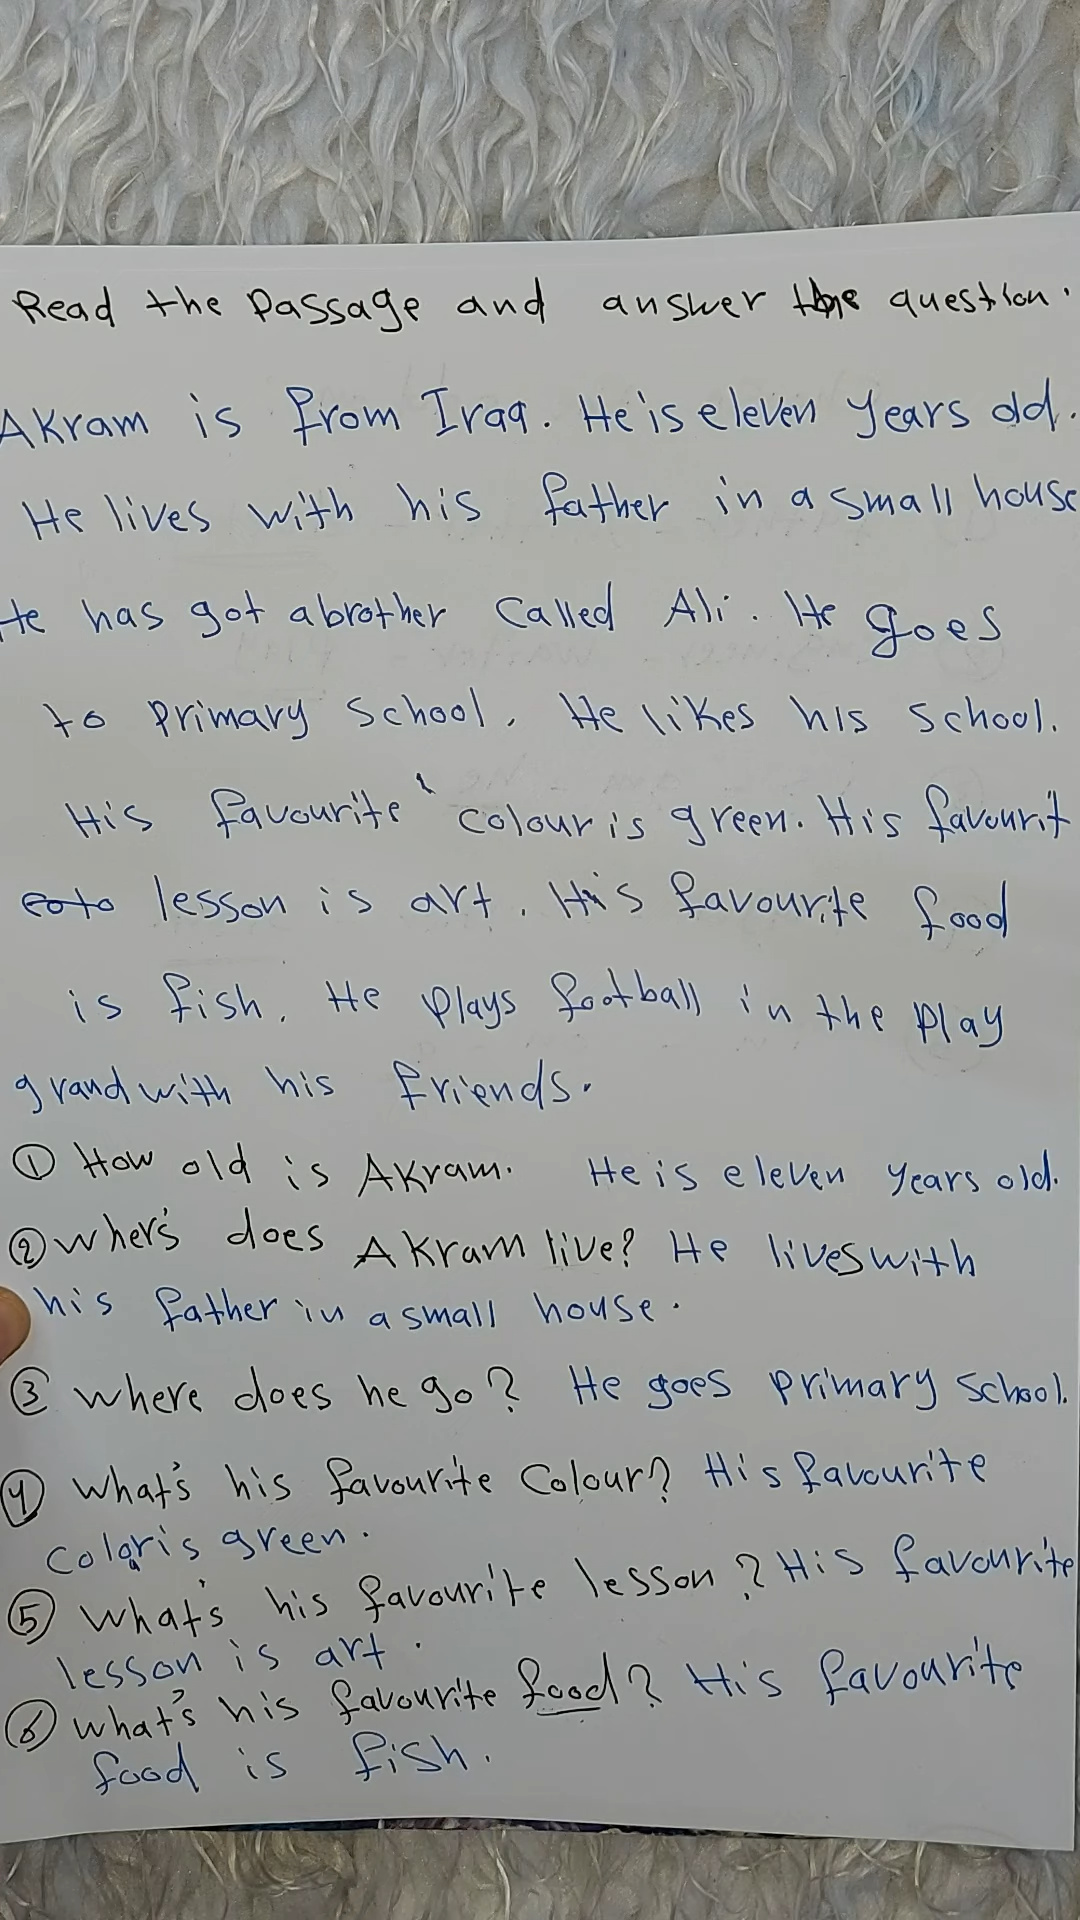 Read the Passage and answer the question.
Akram is from Iraq. He is eleven years old.
He lives with his father in a small house
He has got a brother Called Ali. He goes
to Primary School. He likes his school.
His favourite colour is green. His favourit
lesson is art. His favourite food
is fish. He Plays football in the play
grand with his friends.
① How old is Akram. He is eleven years old.
② wher's does Akram live? He lives with
his father in a small house.
③ where does he go? He goes primary School.
④ what's his favourite Colour? His favourite
Color is green.
⑤ what's his favourite lesson? His favourite
lesson is art.
⑥ what's his favourite food? His favourite
food is fish.